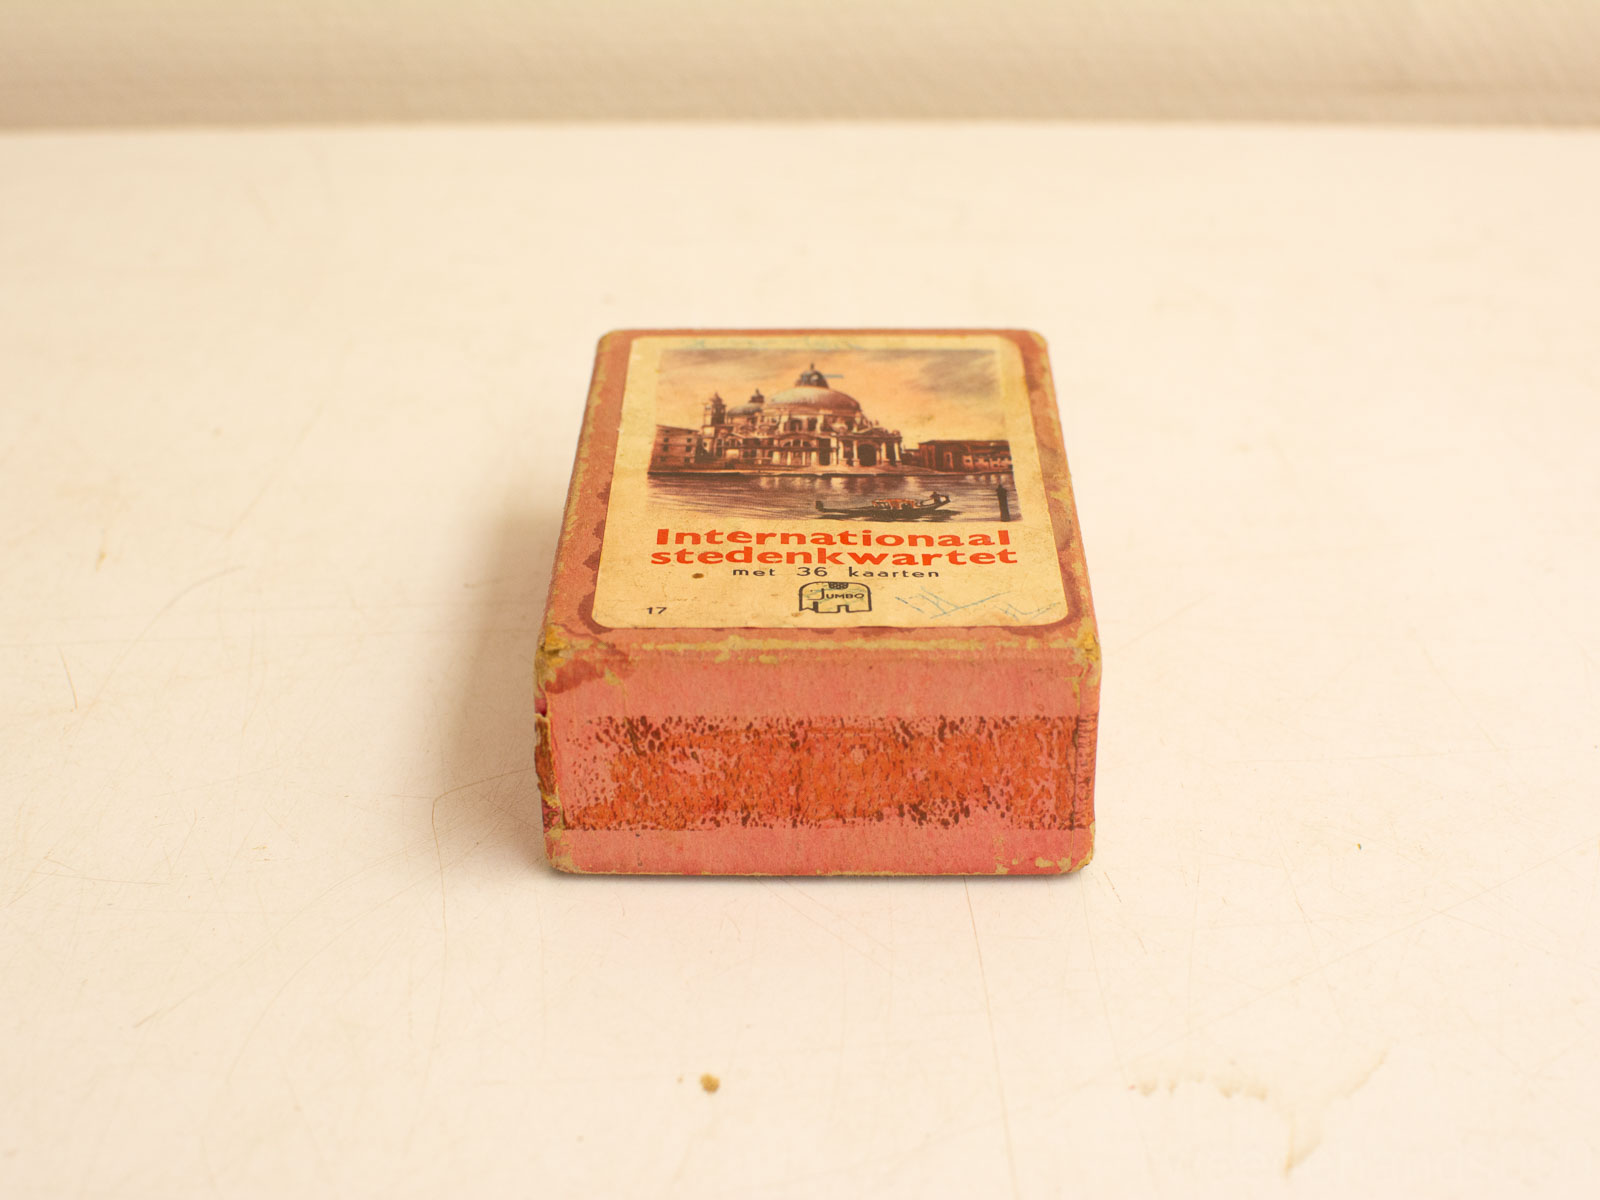 Internationaal
stedenkwartet
met 36 kaarten
JUMBO
17